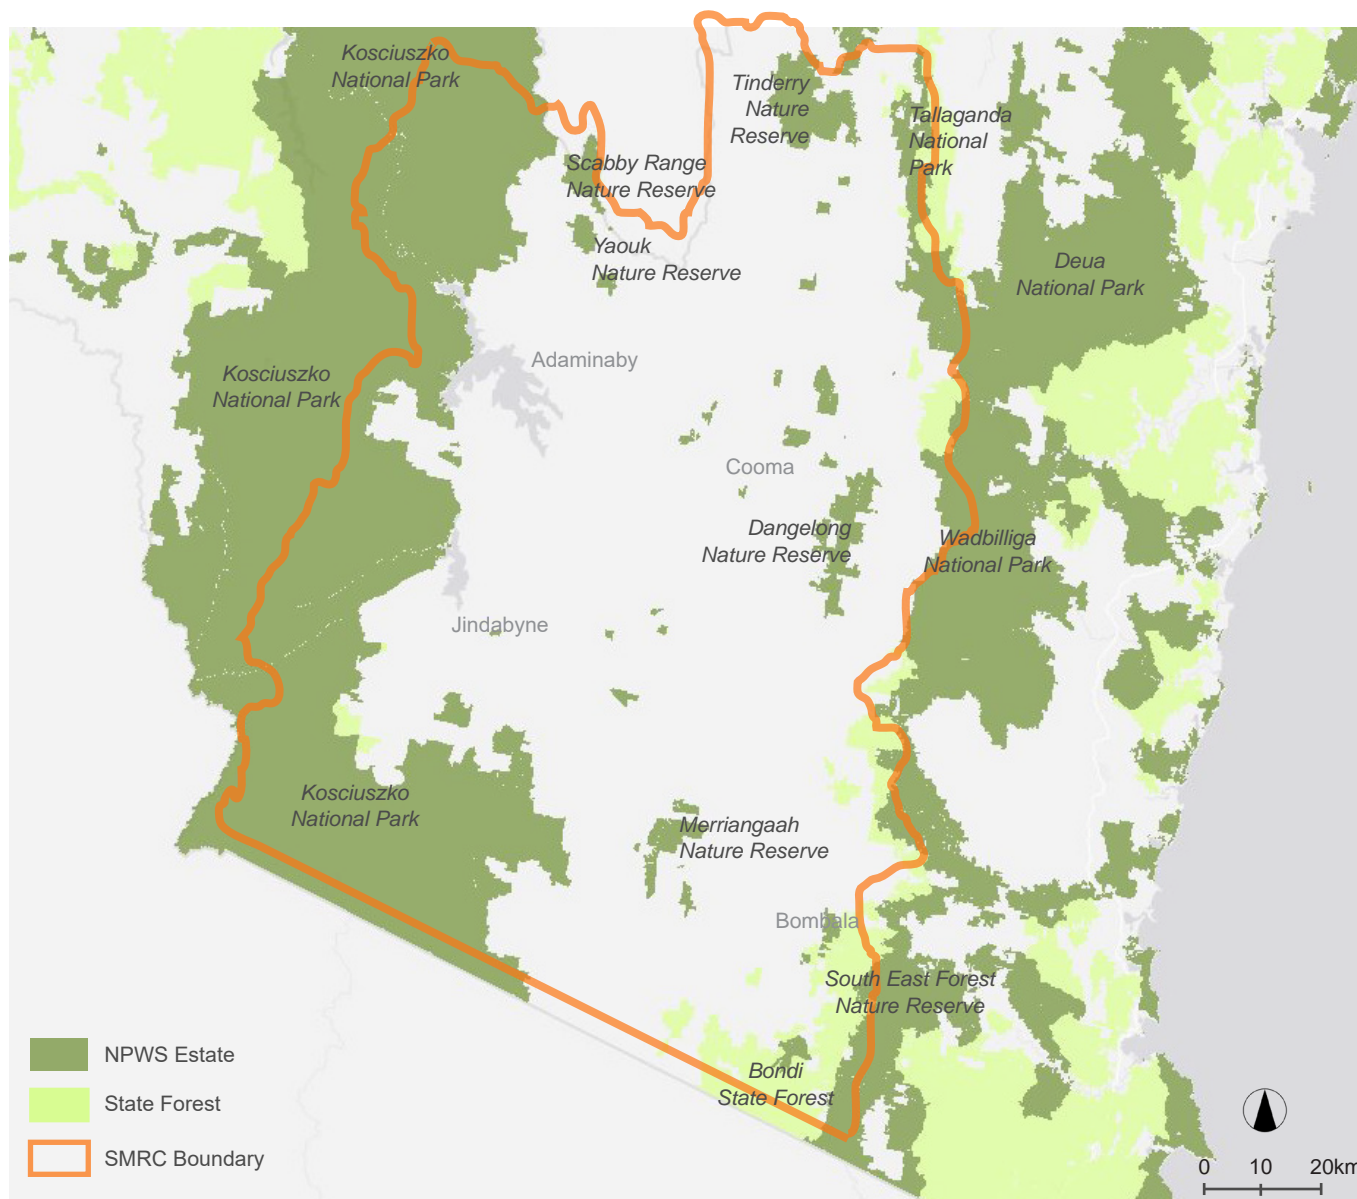 Kosciuszko
National Park
Tinderry
Nature
Reserve
Tallaganda
National
Park
Scabby Range
Nature Reserve
Yaouk
Nature Reserve
Deua
National Park
Adaminaby
Kosciuszko
National Park
Cooma
Dangelong
Nature Reserve
Wadbilliga
National Park
Jindabyne
Kosciuszko
National Park
Merriangaah
Nature Reserve
Bombala
South East Forest
Nature Reserve
Bondi
State Forest
NPWS Estate
State Forest
SMRC Boundary
0 10 20km